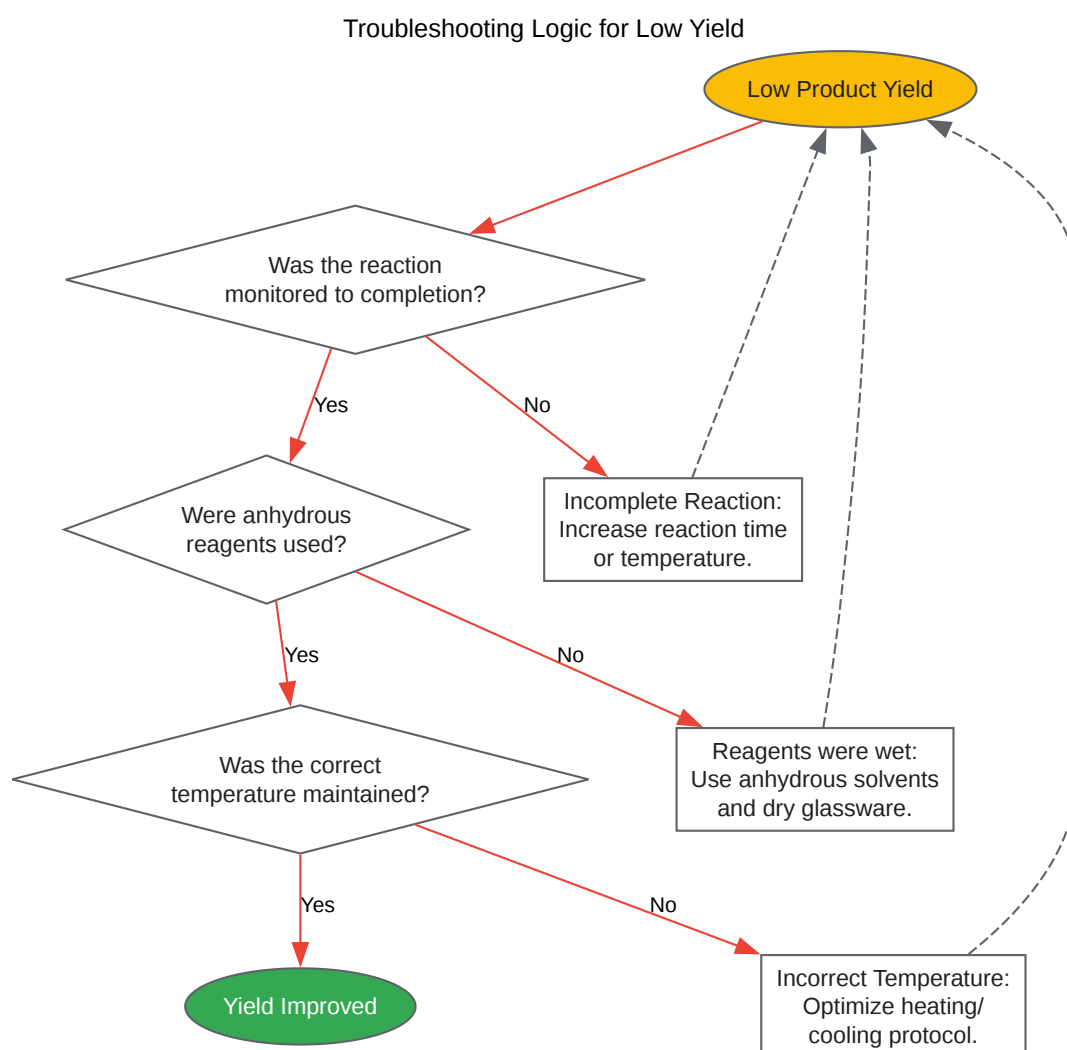 Troubleshooting Logic for Low Yield
Low Product Yield
Was the reaction
monitored to completion?
Yes
No
Were anhydrous
reagents used?
Incomplete Reaction:
Increase reaction time
or temperature.
Yes
No
Was the correct
temperature maintained?
Reagents were wet:
Use anhydrous solvents
and dry glassware.
Yes
No
Yield Improved
Incorrect Temperature:
Optimize heating/
cooling protocol.